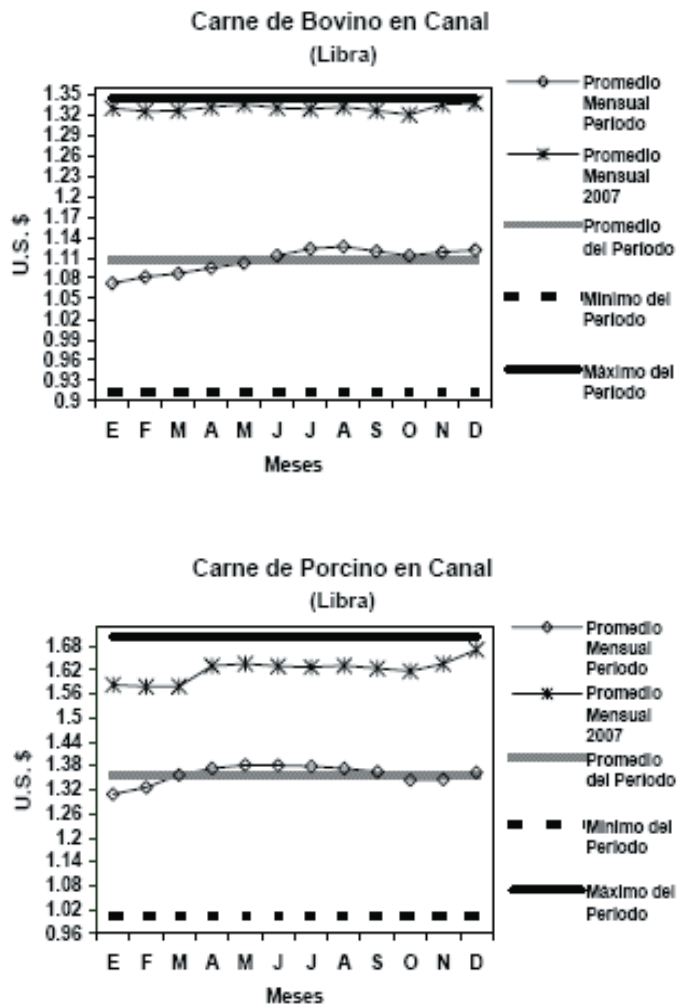 Carne de Bovino en Canal
(Libra)
U.S. $
1.35
1.32
1.29
1.26
1.23
1.2
1.17
1.14
1.11
1.08
1.05
1.02
0.99
0.96
0.93
0.9
E F M A M J J A S O N D
Meses
Promedio
Mensual
Periodo
Promedio
Mensual
2007
Promedio
del Periodo
Mínimo del
Periodo
Máximo del
Periodo
Carne de Porcino en Canal
(Libra)
U.S. $
1.68
1.62
1.56
1.5
1.44
1.38
1.32
1.26
1.2
1.14
1.08
1.02
0.96
E F M A M J J A S O N D
Meses
Promedio
Mensual
Periodo
Promedio
Mensual
2007
Promedio
del Periodo
Mínimo del
Periodo
Máximo del
Periodo